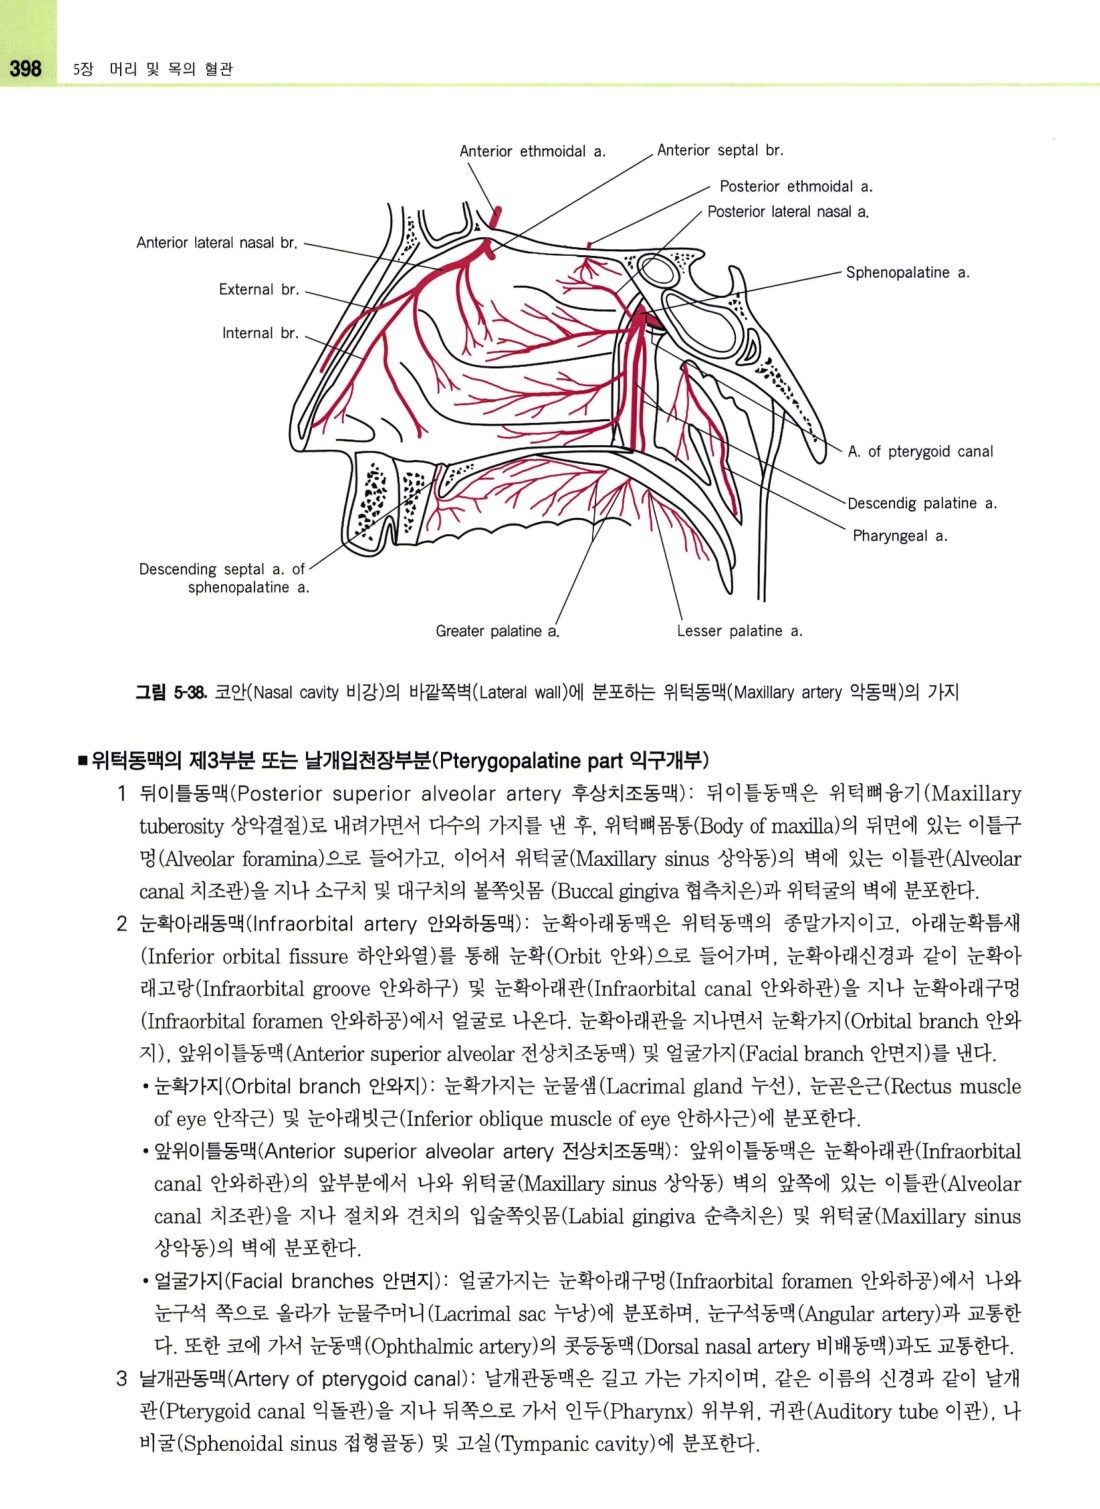 398 5장 머리 및 목의 혈관
Anterior ethmoidal a.
Anterior septal br.
Posterior ethmoidal a.
Posterior lateral nasal a.
Anterior lateral nasal br.
Sphenopalatine a.
External br.
Internal br.
A. of pterygoid canal
Descendig palatine a.
Pharyngeal a.
Descending septal a. of
sphenopalatine a.
Greater palatine a.
Lesser palatine a.
그림 5-38. 코안(Nasal cavity 비강)의 바깥쪽벽(Lateral wall)에 분포하는 위턱동맥(Maxillary artery 악동맥)의 가지
■ 위턱동맥의 제3부분 또는 날개입천장부분(Pterygopalatine part 익구개부)
1 뒤이틀동맥(Posterior superior alveolar artery 후상치조동맥): 뒤이틀동맥은 위턱뼈융기(Maxillary
tuberosity 상악결절)로 내려가면서 다수의 가지를 낸 후, 위턱뼈몸통(Body of maxilla)의 뒤면에 있는 이틀구
멍(Alveolar foramina)으로 들어가고, 이어서 위턱굴(Maxillary sinus 상악동)의 벽에 있는 이틀관(Alveolar
canal 치조관)을 지나 소구치 및 대구치의 볼쪽잇몸 (Buccal gingiva 협측치은)과 위턱굴의 벽에 분포한다.
2 눈확아래동맥(Infraorbital artery 안와하동맥): 눈확아래동맥은 위턱동맥의 종말가지이고, 아래눈확틈새
(Inferior orbital fissure 하안와열)를 통해 눈확(Orbit 안와)으로 들어가며, 눈확아래신경과 같이 눈확아
래고랑(Infraorbital groove 안와하구) 및 눈확아래관(Infraorbital canal 안와하관)을 지나 눈확아래구멍
(Infraorbital foramen 안와하공)에서 얼굴로 나온다. 눈확아래관을 지나면서 눈확가지(Orbital branch 안와
지), 앞위이틀동맥(Anterior superior alveolar 전상치조동맥) 및 얼굴가지(Facial branch 안면지)를 낸다.
• 눈확가지(Orbital branch 안와지): 눈확가지는 눈물샘(Lacrimal gland 누선), 눈곧은근(Rectus muscle
of eye 안작근) 및 눈아래빗근(Inferior oblique muscle of eye 안하사근)에 분포한다.
• 앞위이틀동맥(Anterior superior alveolar artery 전상치조동맥): 앞위이틀동맥은 눈확아래관(Infraorbital
canal 안와하관)의 앞부분에서 나와 위턱굴(Maxillary sinus 상악동) 벽의 앞쪽에 있는 이틀관(Alveolar
canal 치조관)을 지나 절치와 견치의 입술쪽잇몸(Labial gingiva 순측치은) 및 위턱굴(Maxillary sinus
상악동)의 벽에 분포한다.
• 얼굴가지(Facial branches 안면지): 얼굴가지는 눈확아래구멍(Infraorbital foramen 안와하공)에서 나와
눈구석 쪽으로 올라가 눈물주머니(Lacrimal sac 누낭)에 분포하며, 눈구석동맥(Angular artery)과 교통한
다. 또한 코에 가서 눈동맥(Ophthalmic artery)의 콧등동맥(Dorsal nasal artery 비배동맥)과도 교통한다.
3 날개관동맥(Artery of pterygoid canal): 날개관동맥은 길고 가는 가지이며, 같은 이름의 신경과 같이 날개
관(Pterygoid canal 익돌관)을 지나 뒤쪽으로 가서 인두(Pharynx) 위부위, 귀관(Auditory tube 이관), 나
비굴(Sphenoidal sinus 접형골동) 및 고실(Tympanic cavity)에 분포한다.